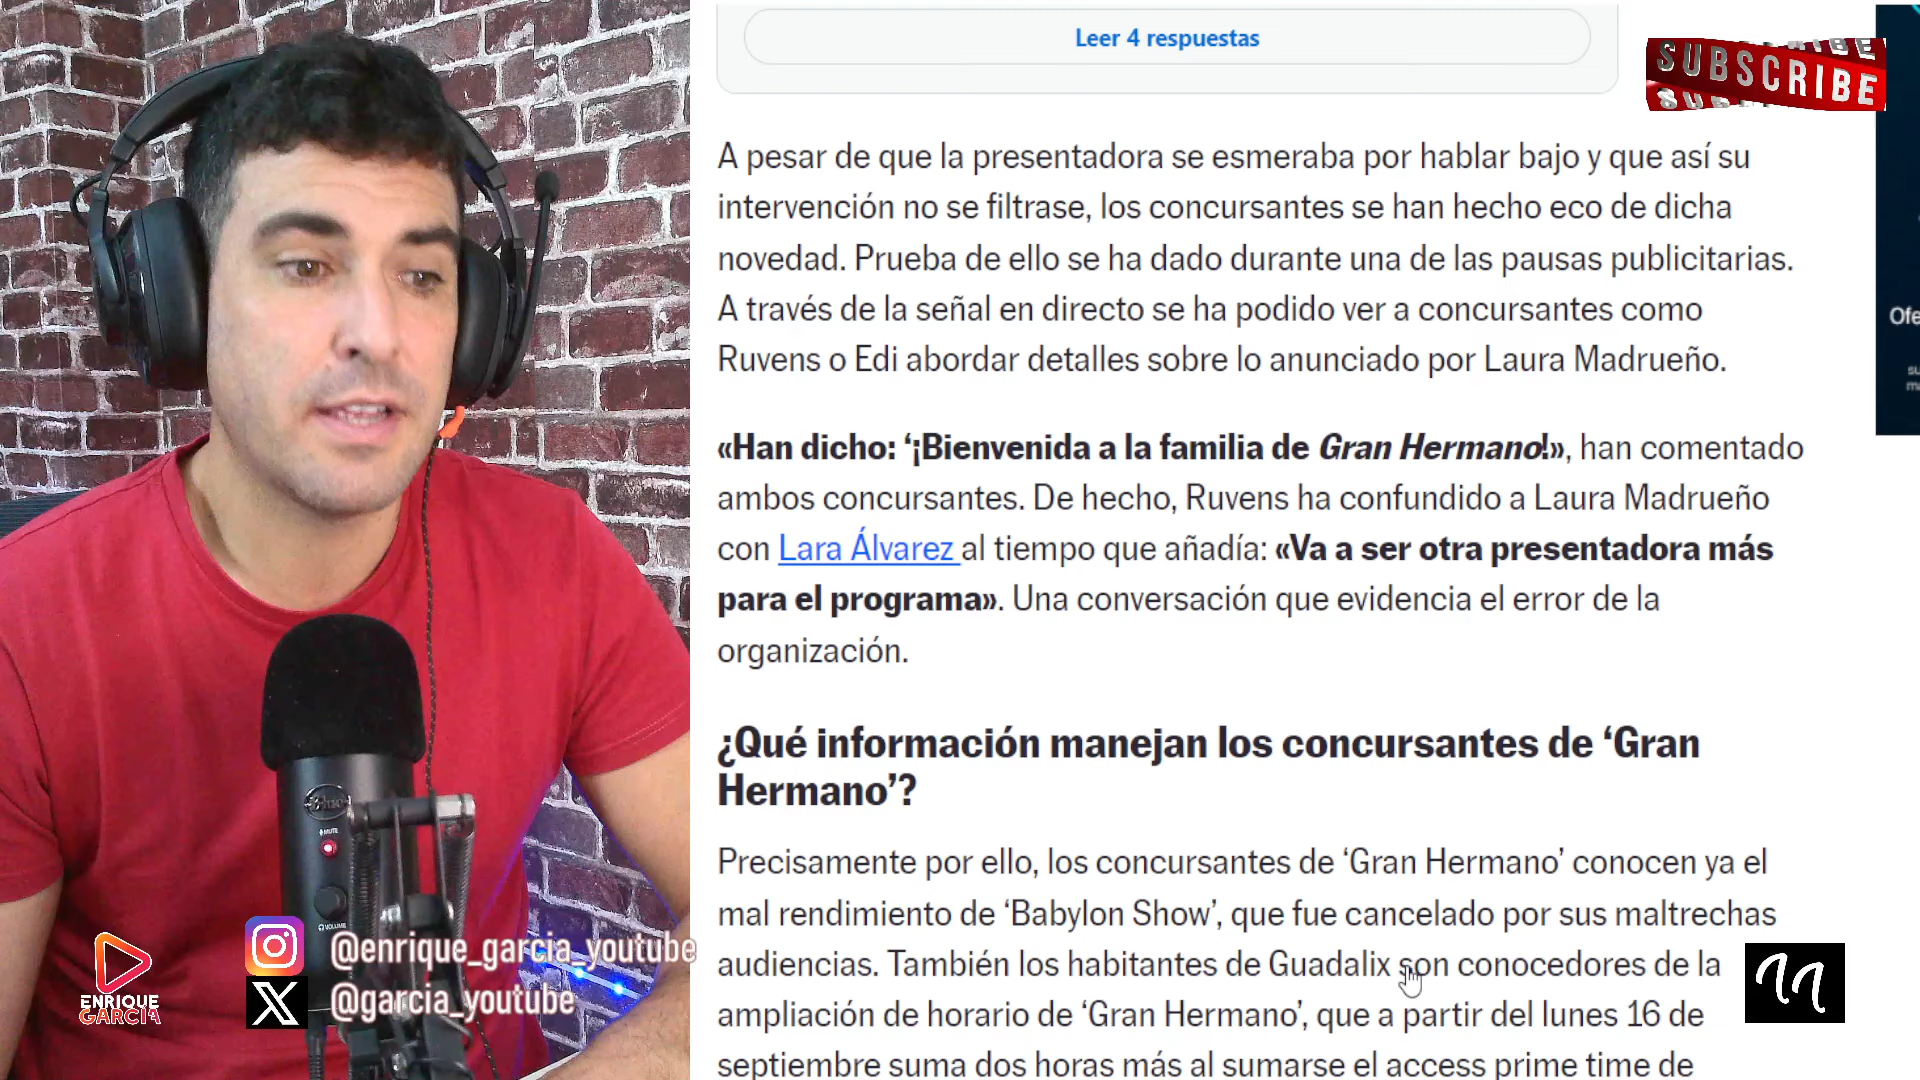 Leer 4 respuestas
SUBSCRIBE
A pesar de que la presentadora se esmeraba por hablar bajo y que así su
intervención no se filtrase, los concursantes se han hecho eco de dicha
novedad. Prueba de ello se ha dado durante una de las pausas publicitarias.
A través de la señal en directo se ha podido ver a concursantes como
Ruvens o Edi abordar detalles sobre lo anunciado por Laura Madrueño.
Ofe
su
ma
«Han dicho: ‘¡Bienvenida a la familia de Gran Hermano!», han comentado
ambos concursantes. De hecho, Ruvens ha confundido a Laura Madrueño
con Lara Álvarez al tiempo que añadía: «Va a ser otra presentadora más
para el programa». Una conversación que evidencia el error de la
organización.
¿Qué información manejan los concursantes de ‘Gran
Hermano’?
Precisamente por ello, los concursantes de ‘Gran Hermano’ conocen ya el
mal rendimiento de ‘Babylon Show’, que fue cancelado por sus maltrechas
audiencias. También los habitantes de Guadalix son conocedores de la
ampliación de horario de ‘Gran Hermano’, que a partir del lunes 16 de
septiembre suma dos horas más al sumarse el access prime time de
Blue
MUTE
VOLUME
@enrique_garcia_youtube
@garcia_youtube
ENRIQUE
GARCIA